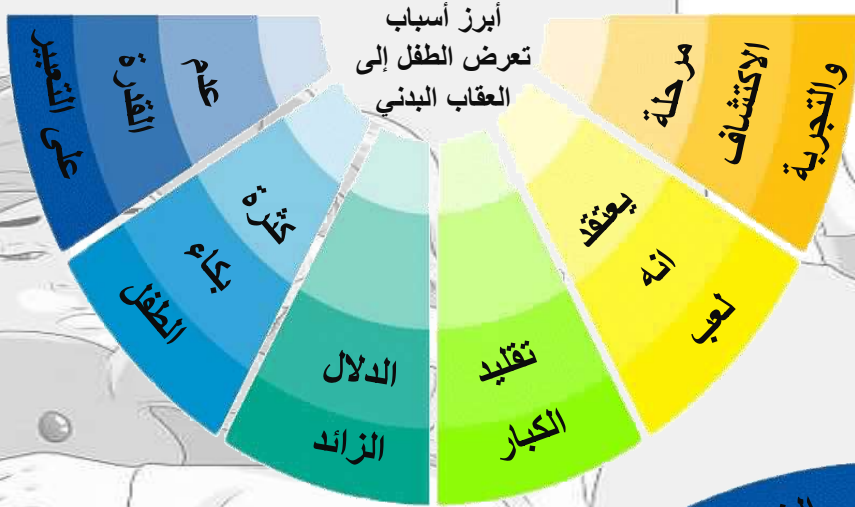 أبرز أسباب
تعرض الطفل إلى
العقاب البدني
مرحلة
الاكتشاف
والتجربة
يعتقد
انه
لعب
تقليد
الكبار
الدلال
الزائد
كثرة
بكاء
الطفل
عدم
القدرة
على التعبير